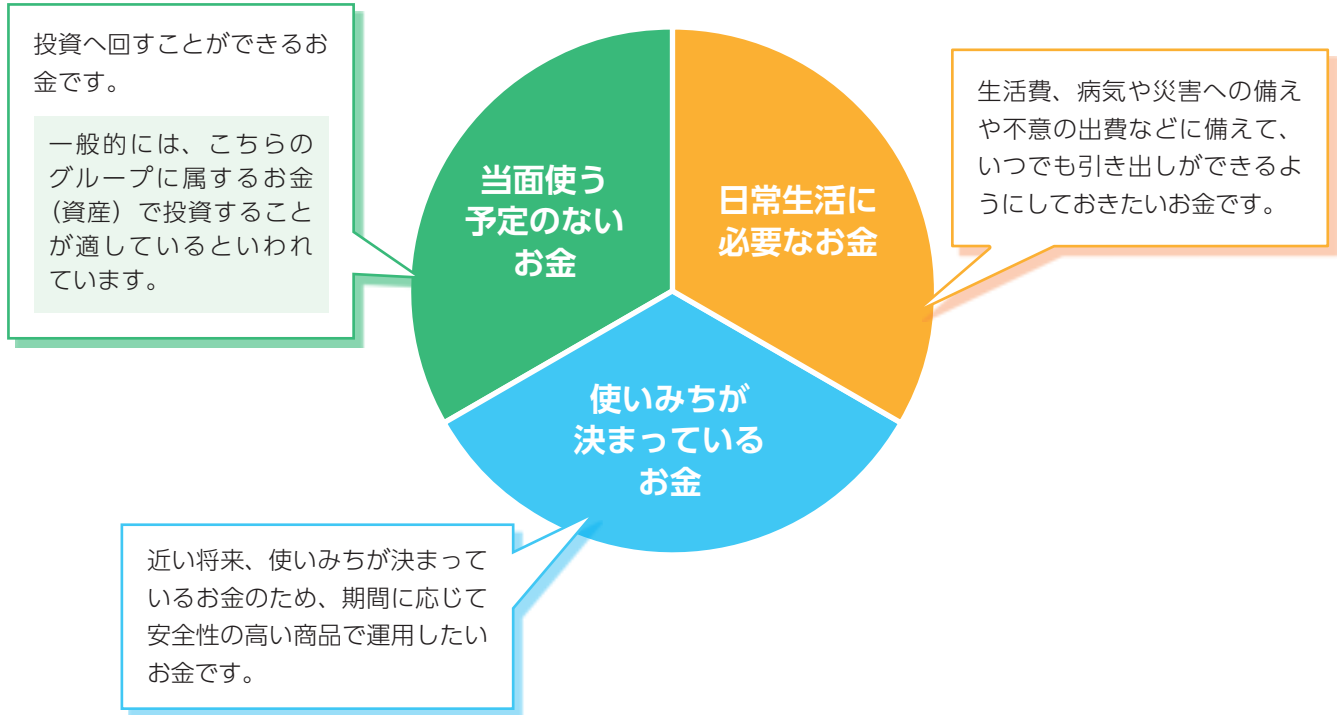 投資へ回すことができるお
金です。
一般的には、こちらの
グループに属するお金
（資産）で投資すること
が適しているといわれ
ています。
当面使う
予定のない
お金
日常生活に
必要なお金
生活費、病気や災害への備え
や不意の出費などに備えて、
いつでも引き出しができるよ
うにしておきたいお金です。
使いみちが
決まっている
お金
近い将来、使いみちが決まって
いるお金のため、期間に応じて
安全性の高い商品で運用したい
お金です。